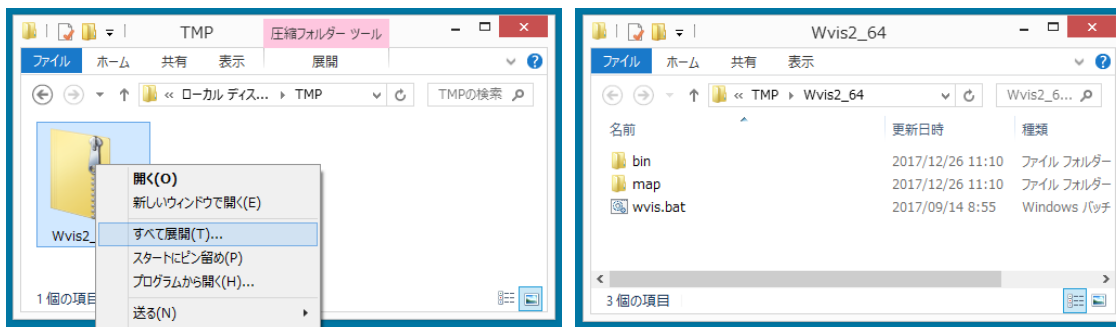 TMP
圧縮フォルダー ツール
ファイル ホーム 共有 表示 展開
« ローカル ディス... ▸ TMP
TMPの検索
Wvis2_
開く(O)
新しいウィンドウで開く(E)
すべて展開(T)...
スタートにピン留め(P)
プログラムから開く(H)...
送る(N)
1 個の項目
Wvis2_64
ファイル ホーム 共有 表示
« TMP ▸ Wvis2_64
Wvis2_6...
名前 更新日時 種類
bin 2017/12/26 11:10 ファイル フォルダー
map 2017/12/26 11:10 ファイル フォルダー
wvis.bat 2017/09/14 8:55 Windows バッチ
3 個の項目